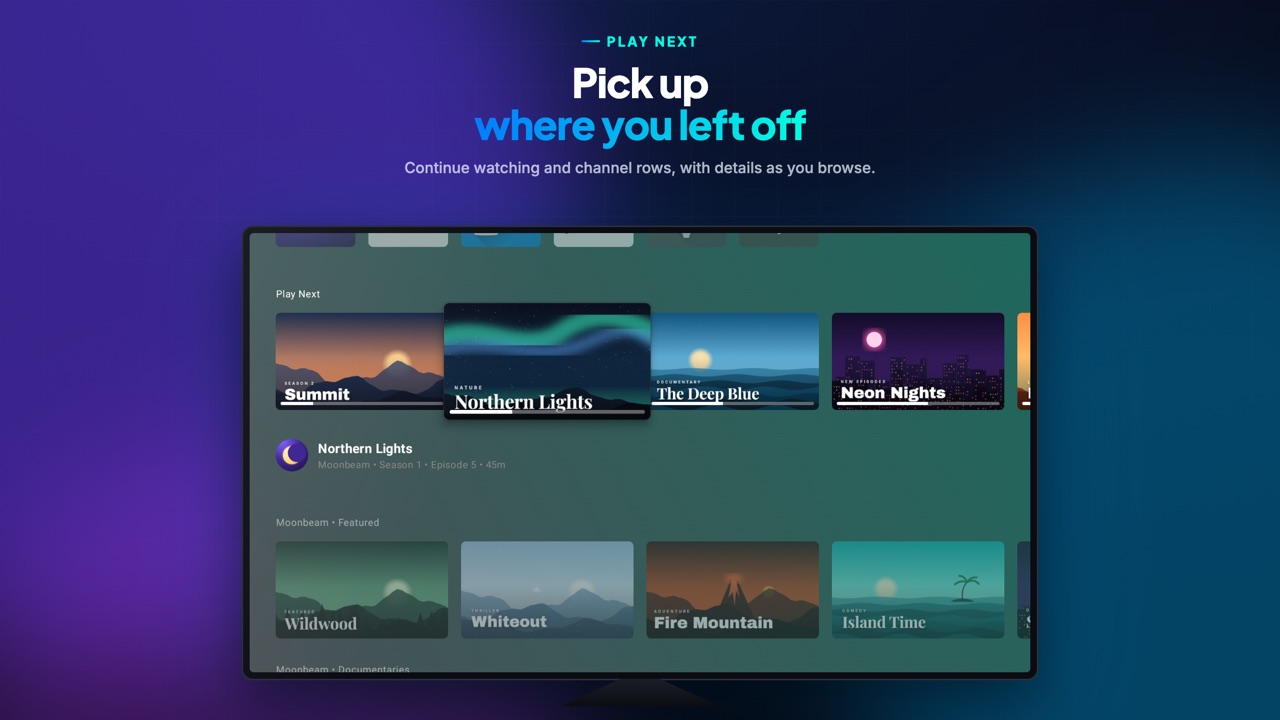 PLAY NEXT
Pick up
where you left off
Continue watching and channel rows, with details as you browse.
Play Next
SEASON 2
Summit
NATURE
Northern Lights
DOCUMENTARY
The Deep Blue
NEW EPISODES
Neon Nights
Northern Lights
Moonbeam • Season 1 • Episode 5 • 45m
Moonbeam • Featured
FEATURED
Wildwood
THRILLER
Whiteout
ADVENTURE
Fire Mountain
COMEDY
Island Time
Moonbeam • Documentaries